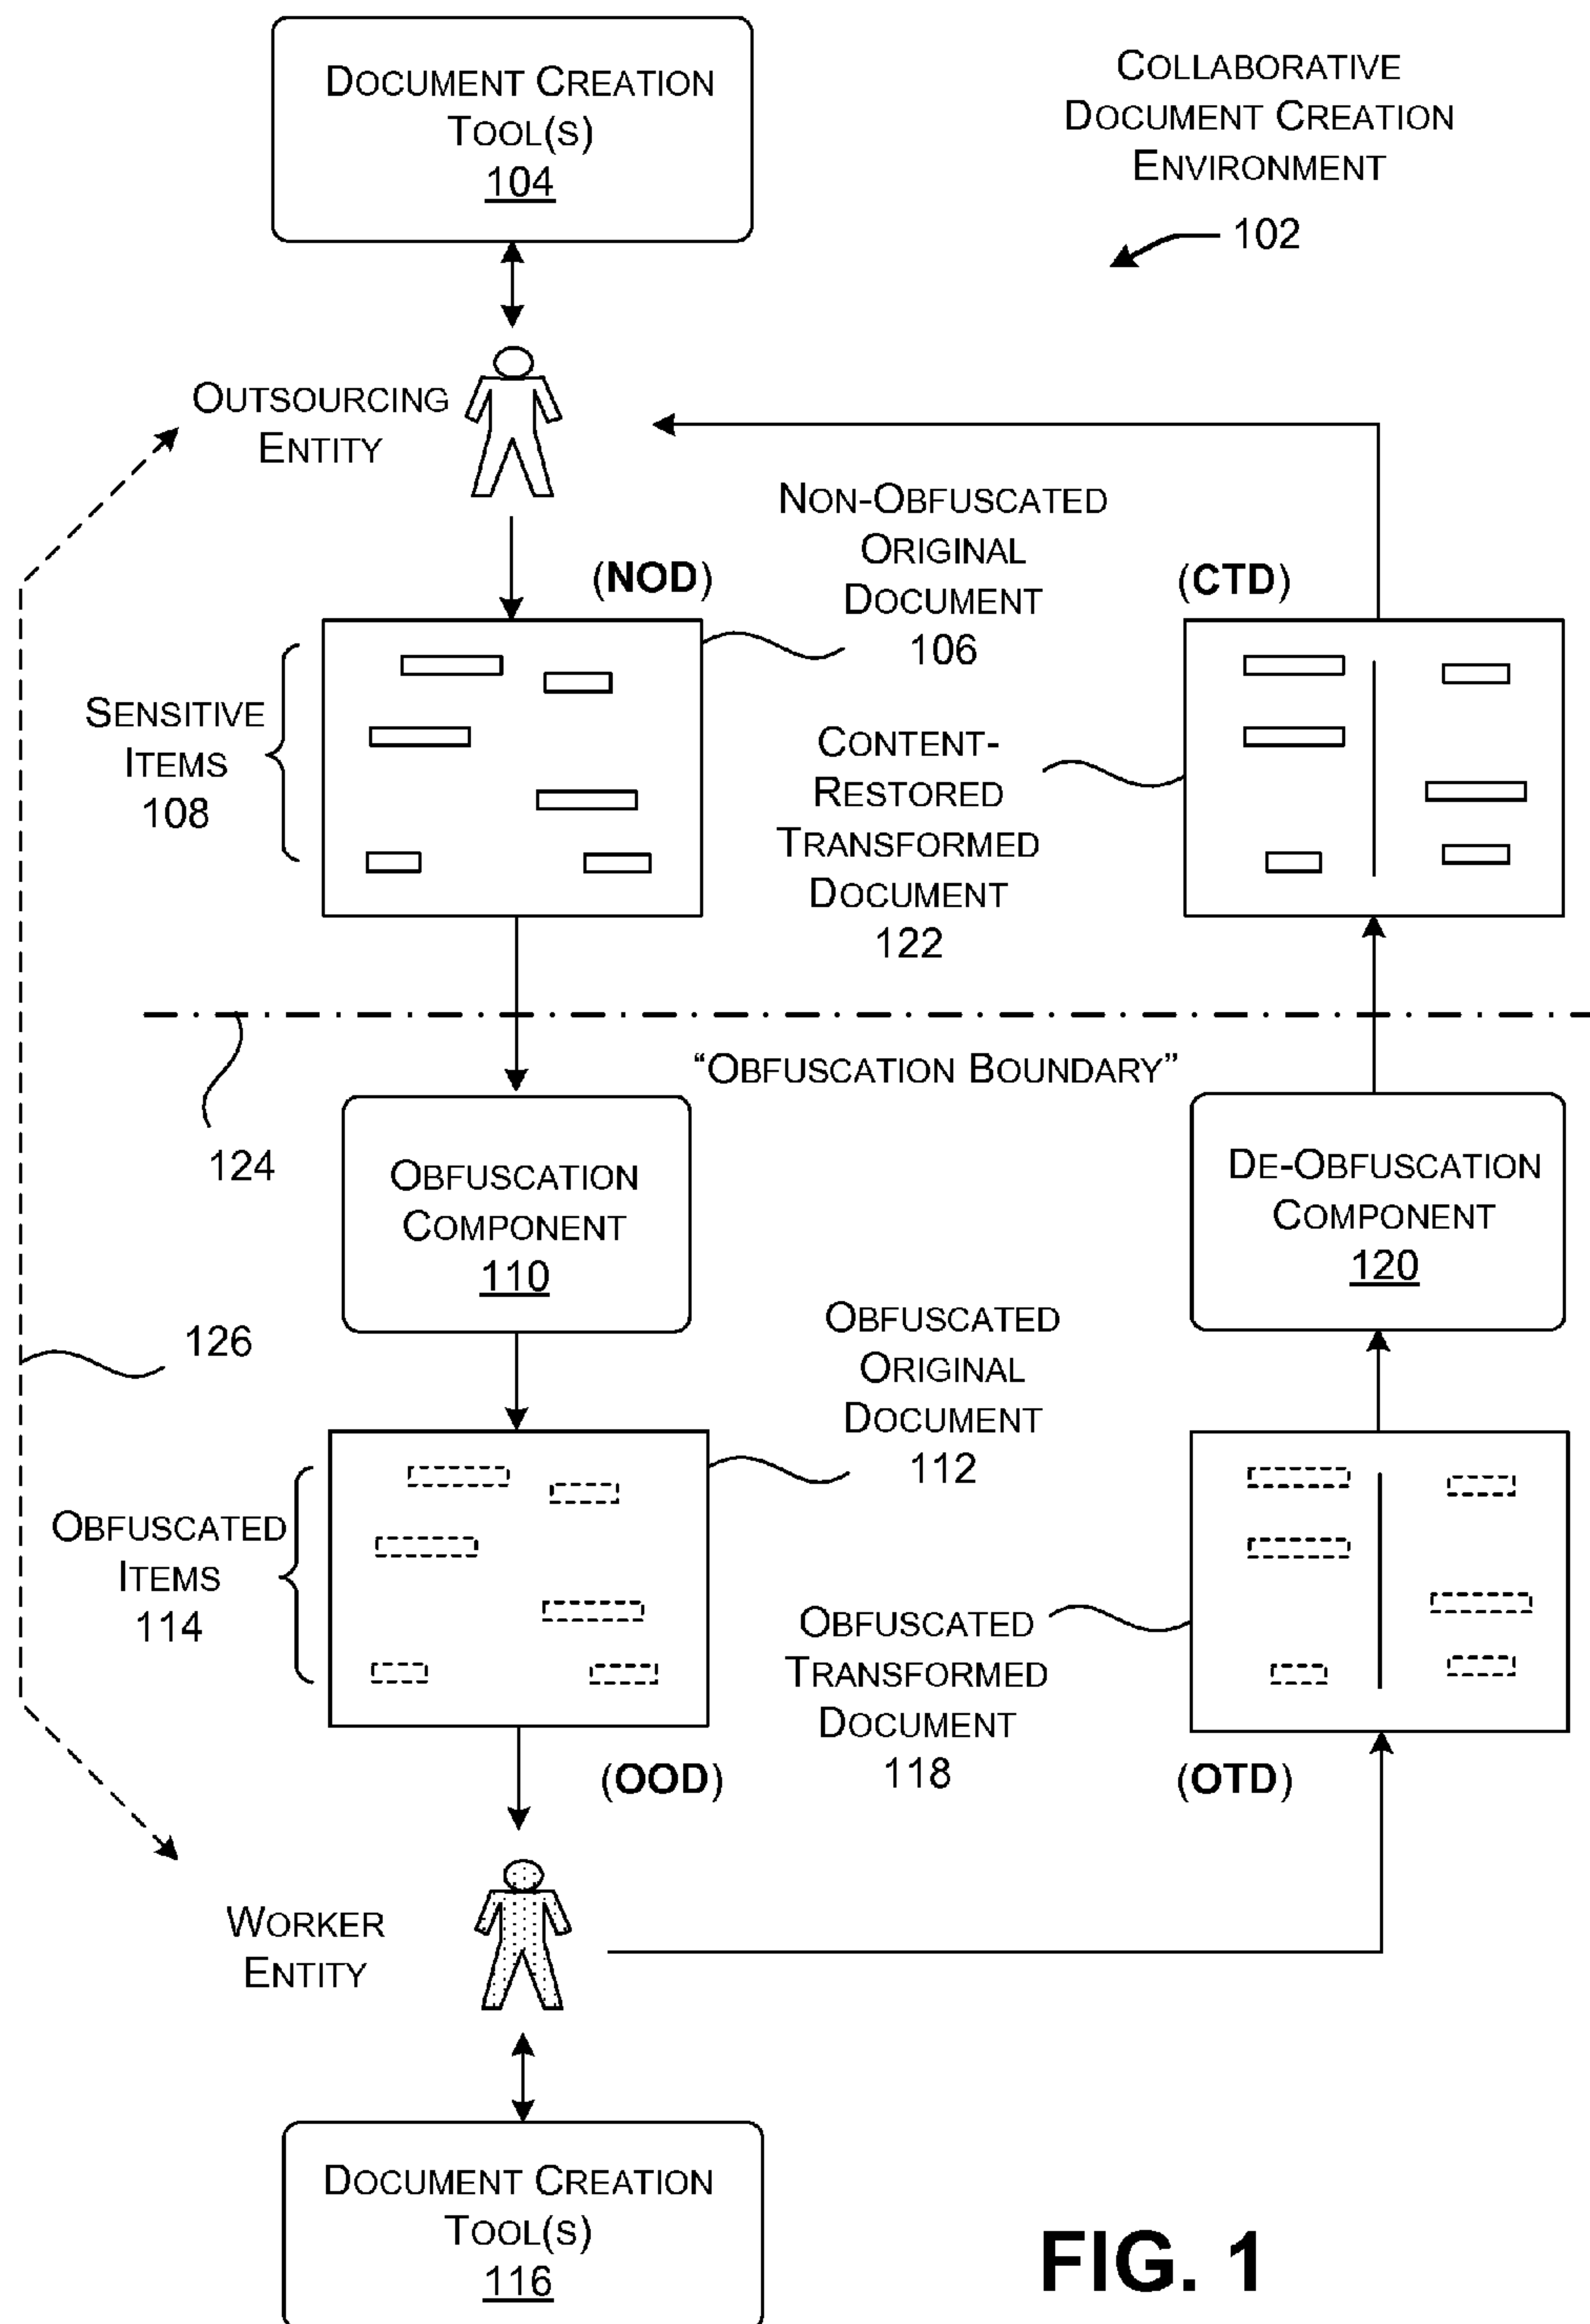 DOCUMENT CREATION
TOOL(S)
104
COLLABORATIVE
DOCUMENT CREATION
ENVIRONMENT
102
OUTSOURCING
ENTITY
NON-OBFUSCATED
ORIGINAL
DOCUMENT
106
(NOD)
(CTD)
SENSITIVE
ITEMS
108
CONTENT-
RESTORED
TRANSFORMED
DOCUMENT
122
"OBFUSCATION BOUNDARY"
124
OBFUSCATION
COMPONENT
110
DE-OBFUSCATION
COMPONENT
120
126
OBFUSCATED
ORIGINAL
DOCUMENT
112
OBFUSCATED
ITEMS
114
OBFUSCATED
TRANSFORMED
DOCUMENT
118
(OOD)
(OTD)
WORKER
ENTITY
DOCUMENT CREATION
TOOL(S)
116
FIG. 1